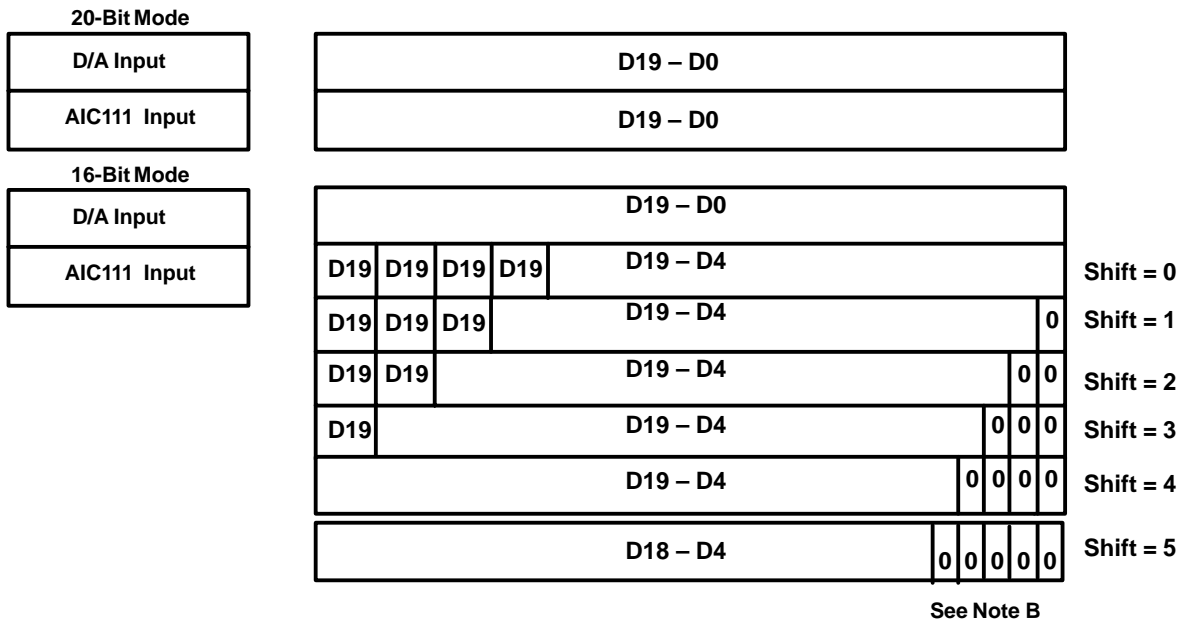 20-Bit Mode
D/A Input
D19 – D0
AIC111 Input
D19 – D0
16-Bit Mode
D/A Input
D19 – D0
AIC111 Input
D19 D19 D19 D19 D19 – D4 Shift = 0
D19 D19 D19 D19 – D4 0 Shift = 1
D19 D19 D19 – D4 0 0 Shift = 2
D19 D19 – D4 0 0 0 Shift = 3
D19 – D4 0 0 0 0 Shift = 4
D18 – D4 0 0 0 0 0 Shift = 5
See Note B